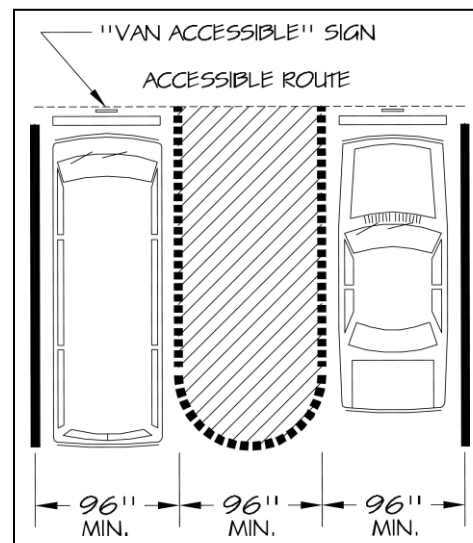 "VAN ACCESSIBLE" SIGN
ACCESSIBLE ROUTE
96" 96" 96"
MIN. MIN. MIN.